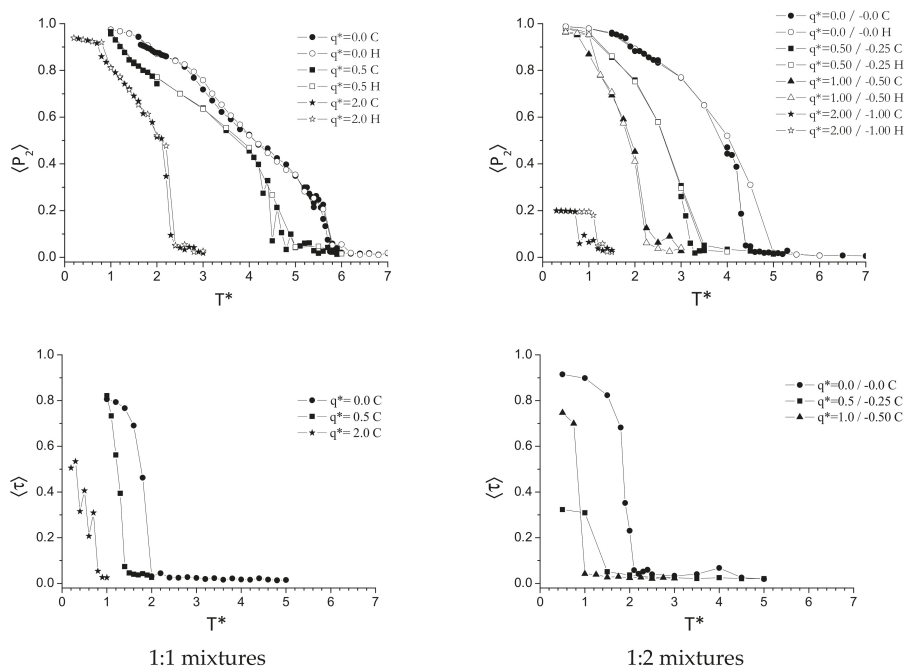 ⟨P₂⟩
1.0
0.8
0.6
0.4
0.2
0.0
0 1 2 3 4 5 6 7
T*
q*=0.0 C
q*=0.0 H
q*=0.5 C
q*=0.5 H
q*=2.0 C
q*=2.0 H
⟨P₂⟩
1.0
0.8
0.6
0.4
0.2
0.0
0 1 2 3 4 5 6 7
T*
q*=0.0 / -0.0 C
q*=0.0 / -0.0 H
q*=0.50 / -0.25 C
q*=0.50 / -0.25 H
q*=1.00 / -0.50 C
q*=1.00 / -0.50 H
q*=2.00 / -1.00 C
q*=2.00 / -1.00 H
⟨τ⟩
1.0
0.8
0.6
0.4
0.2
0.0
0 1 2 3 4 5 6 7
T*
q*= 0.0 C
q*= 0.5 C
q*= 2.0 C
1:1 mixtures
⟨τ⟩
1.0
0.8
0.6
0.4
0.2
0.0
0 1 2 3 4 5 6 7
T*
q*=0.0 / -0.0 C
q*=0.5 / -0.25 C
q*=1.0 / -0.50 C
1:2 mixtures